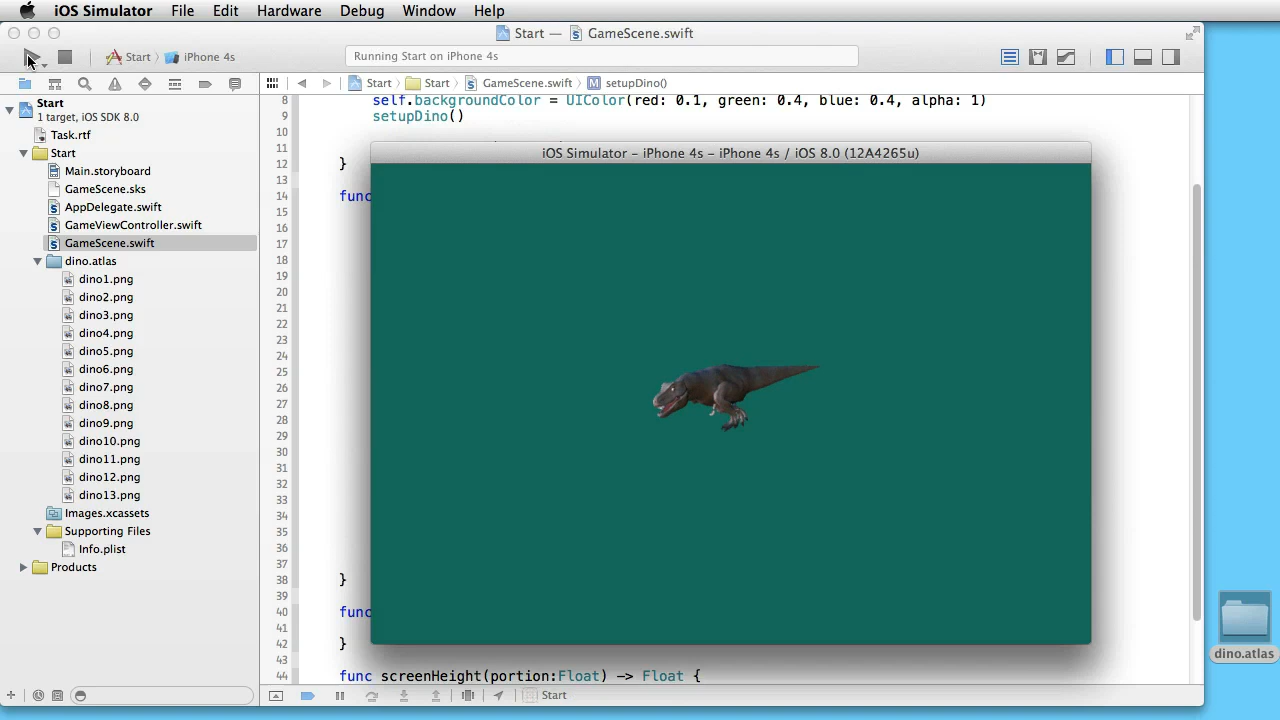 iOS Simulator File Edit Hardware Debug Window Help
Start — GameScene.swift
Start iPhone 4s Running Start on iPhone 4s
Start Start GameScene.swift setupDino()
Start
1 target, iOS SDK 8.0
Task.rtf
Start
Main.storyboard
GameScene.sks
AppDelegate.swift
GameViewController.swift
GameScene.swift
dino.atlas
dino1.png
dino2.png
dino3.png
dino4.png
dino5.png
dino6.png
dino7.png
dino8.png
dino9.png
dino10.png
dino11.png
dino12.png
dino13.png
Images.xcassets
Supporting Files
Info.plist
Products
8 self.backgroundColor = UIColor(red: 0.1, green: 0.4, blue: 0.4, alpha: 1)
9 setupDino()
10
11
12 }
13
14 func
15
16
17
18
19
20
21
22
23
24
25
26
27
28
29
30
31
32
33
34
35
36
37
38 }
39
40 func
41
42 }
43
44 func screenHeight(portion:Float) -> Float {
iOS Simulator - iPhone 4s - iPhone 4s / iOS 8.0 (12A4265u)
Start
dino.atlas